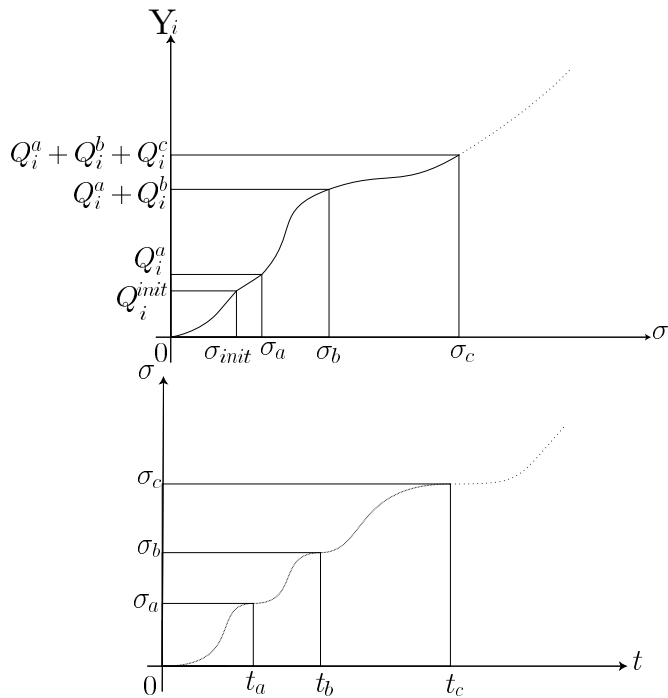 Y_i
Q_i^a + Q_i^b + Q_i^c
Q_i^a + Q_i^b
Q_i^a
Q_i^{init}
0 σ_{init} σ_a σ_b σ_c σ
σ
σ_c
σ_b
σ_a
0 t_a t_b t_c t